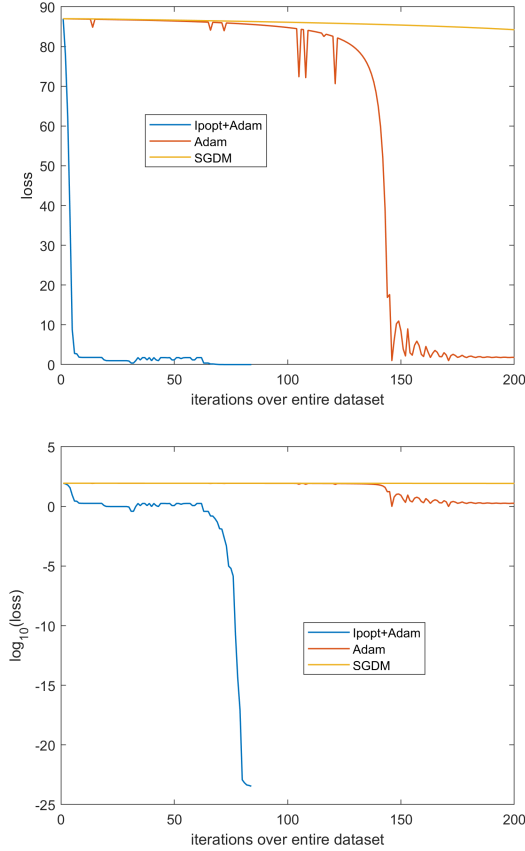 90
80
70
60
50
40
30
20
10
0
loss
Ipopt+Adam
Adam
SGDM
0 50 100 150 200
iterations over entire dataset
5
0
-5
-10
-15
-20
-25
log10(loss)
Ipopt+Adam
Adam
SGDM
0 50 100 150 200
iterations over entire dataset